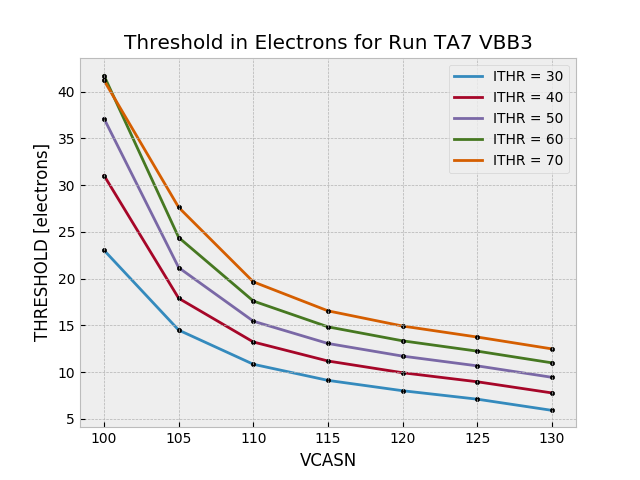 Threshold in Electrons for Run TA7 VBB3
ITHR = 30
ITHR = 40
ITHR = 50
ITHR = 60
ITHR = 70
THRESHOLD [electrons]
40
35
30
25
20
15
10
5
100 105 110 115 120 125 130
VCASN